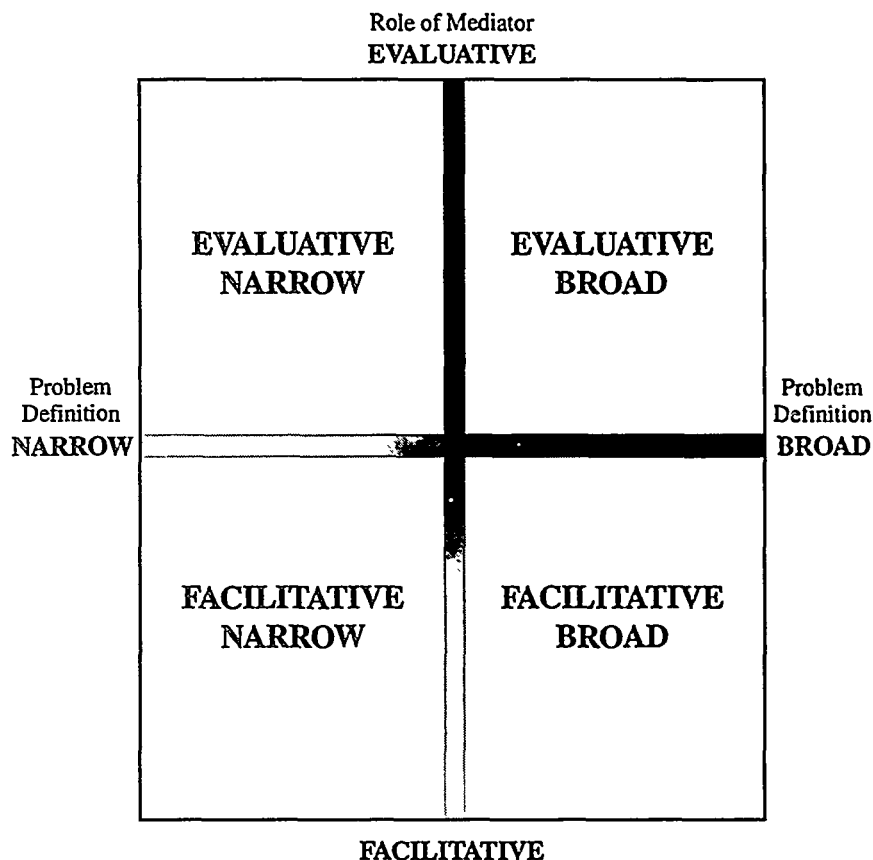 Role of Mediator
EVALUATIVE
EVALUATIVE
NARROW
EVALUATIVE
BROAD
Problem
Definition
NARROW
Problem
Definition
BROAD
FACILITATIVE
NARROW
FACILITATIVE
BROAD
FACILITATIVE